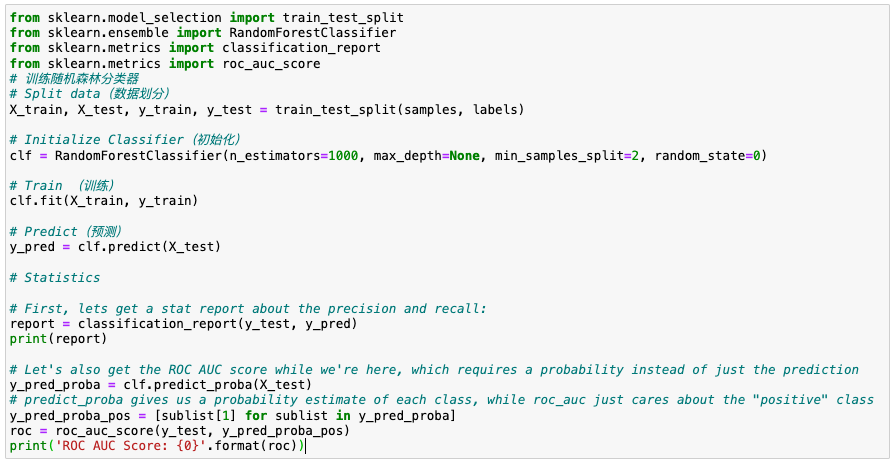 from sklearn.model_selection import train_test_split
from sklearn.ensemble import RandomForestClassifier
from sklearn.metrics import classification_report
from sklearn.metrics import roc_auc_score
# 训练随机森林分类器
# Split data（数据划分）
X_train, X_test, y_train, y_test = train_test_split(samples, labels)
# Initialize Classifier（初始化）
clf = RandomForestClassifier(n_estimators=1000, max_depth=None, min_samples_split=2, random_state=0)
# Train （训练）
clf.fit(X_train, y_train)
# Predict（预测）
y_pred = clf.predict(X_test)
# Statistics
# First, lets get a stat report about the precision and recall:
report = classification_report(y_test, y_pred)
print(report)
# Let's also get the ROC AUC score while we're here, which requires a probability instead of just the prediction
y_pred_proba = clf.predict_proba(X_test)
# predict_proba gives us a probability estimate of each class, while roc_auc just cares about the "positive" class
y_pred_proba_pos = [sublist[1] for sublist in y_pred_proba]
roc = roc_auc_score(y_test, y_pred_proba_pos)
print('ROC AUC Score: {0}'.format(roc))